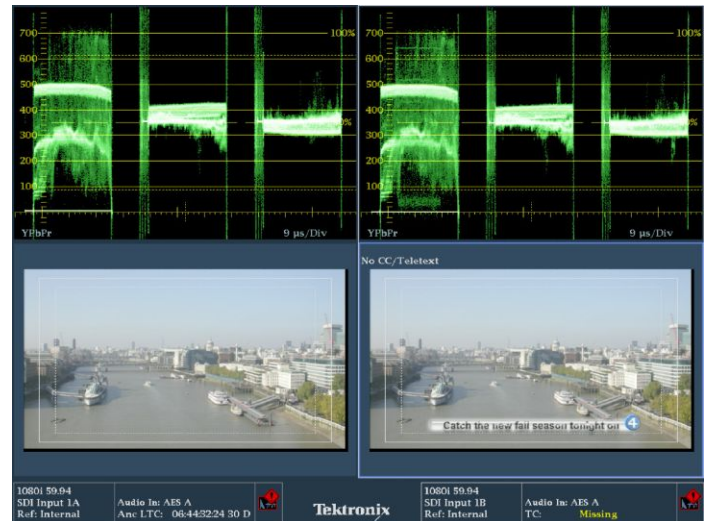 700
600
500
400
300
200
100
100%
YPbPr
9 µs/Div
700
600
500
400
300
200
100
100%
YPbPr
9 µs/Div
No CC/Teletext
Catch the new fall season tonight on 4
1080i 59.94
SDI Input 1A
Ref: Internal
Audio In: AES A
Anc LTC: 06:44:32:24 30 D
Tektronix
1080i 59.94
SDI Input 1B
Ref: Internal
Audio In: AES A
TC: Missing